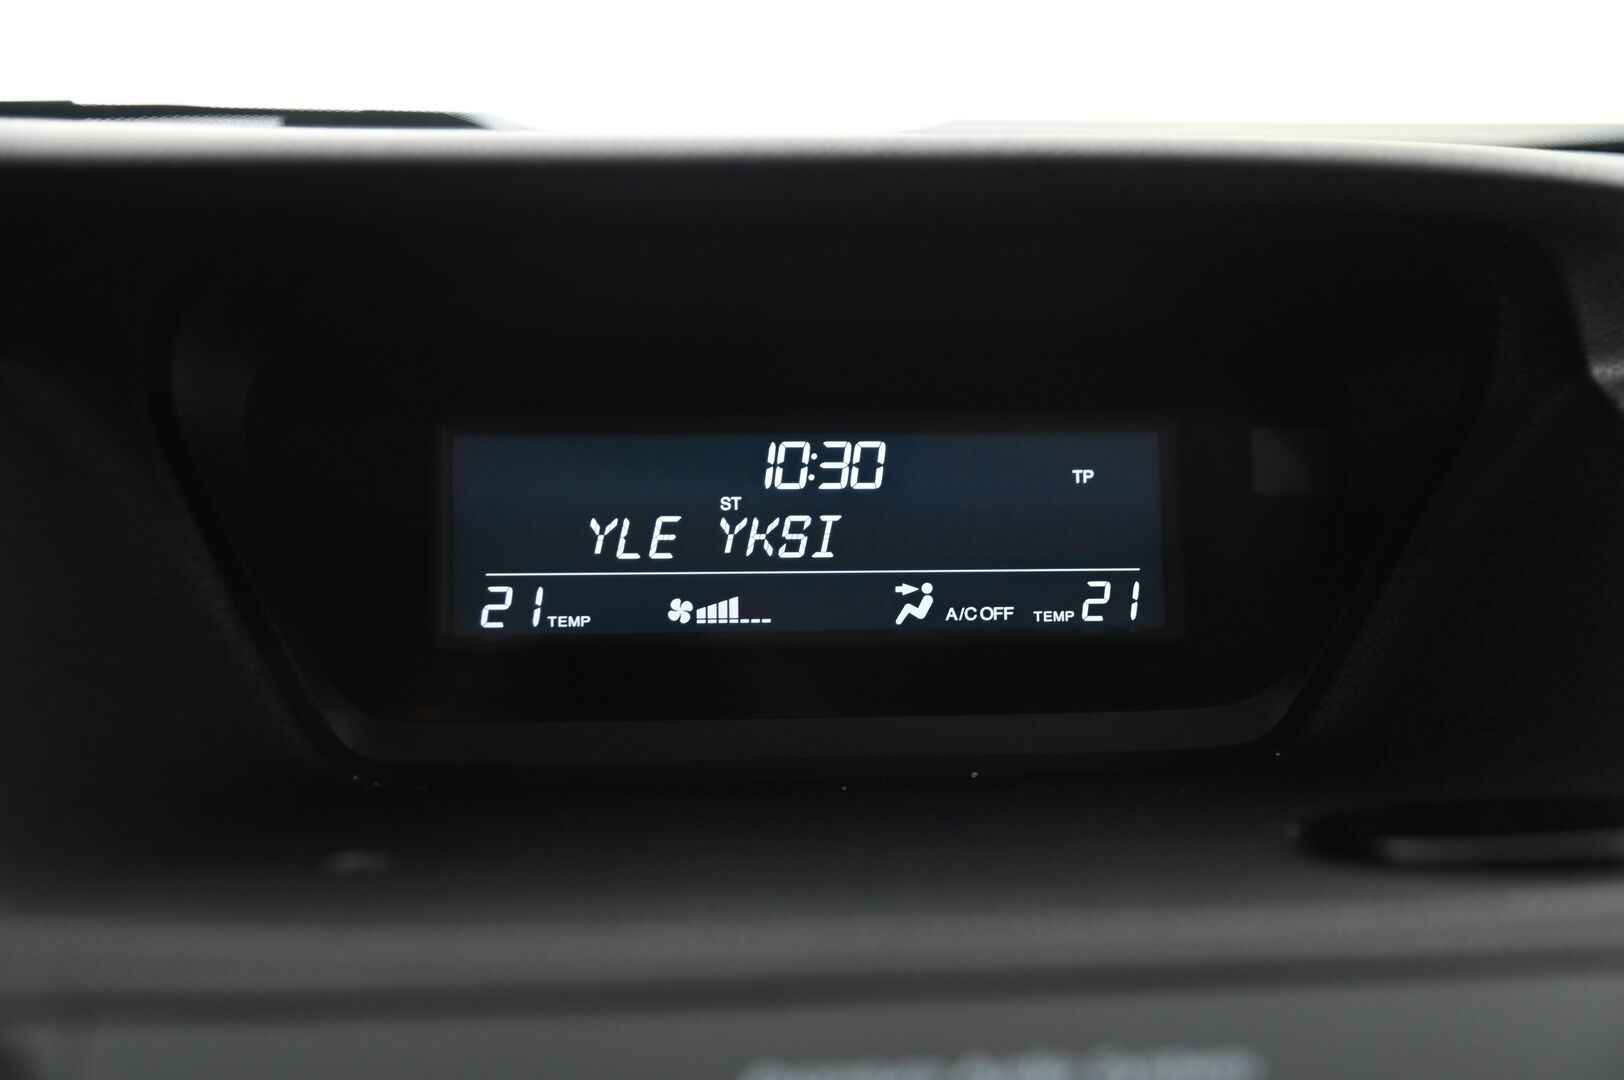 10:30
TP
ST
YLE YKSI
21 TEMP A/C OFF TEMP 21